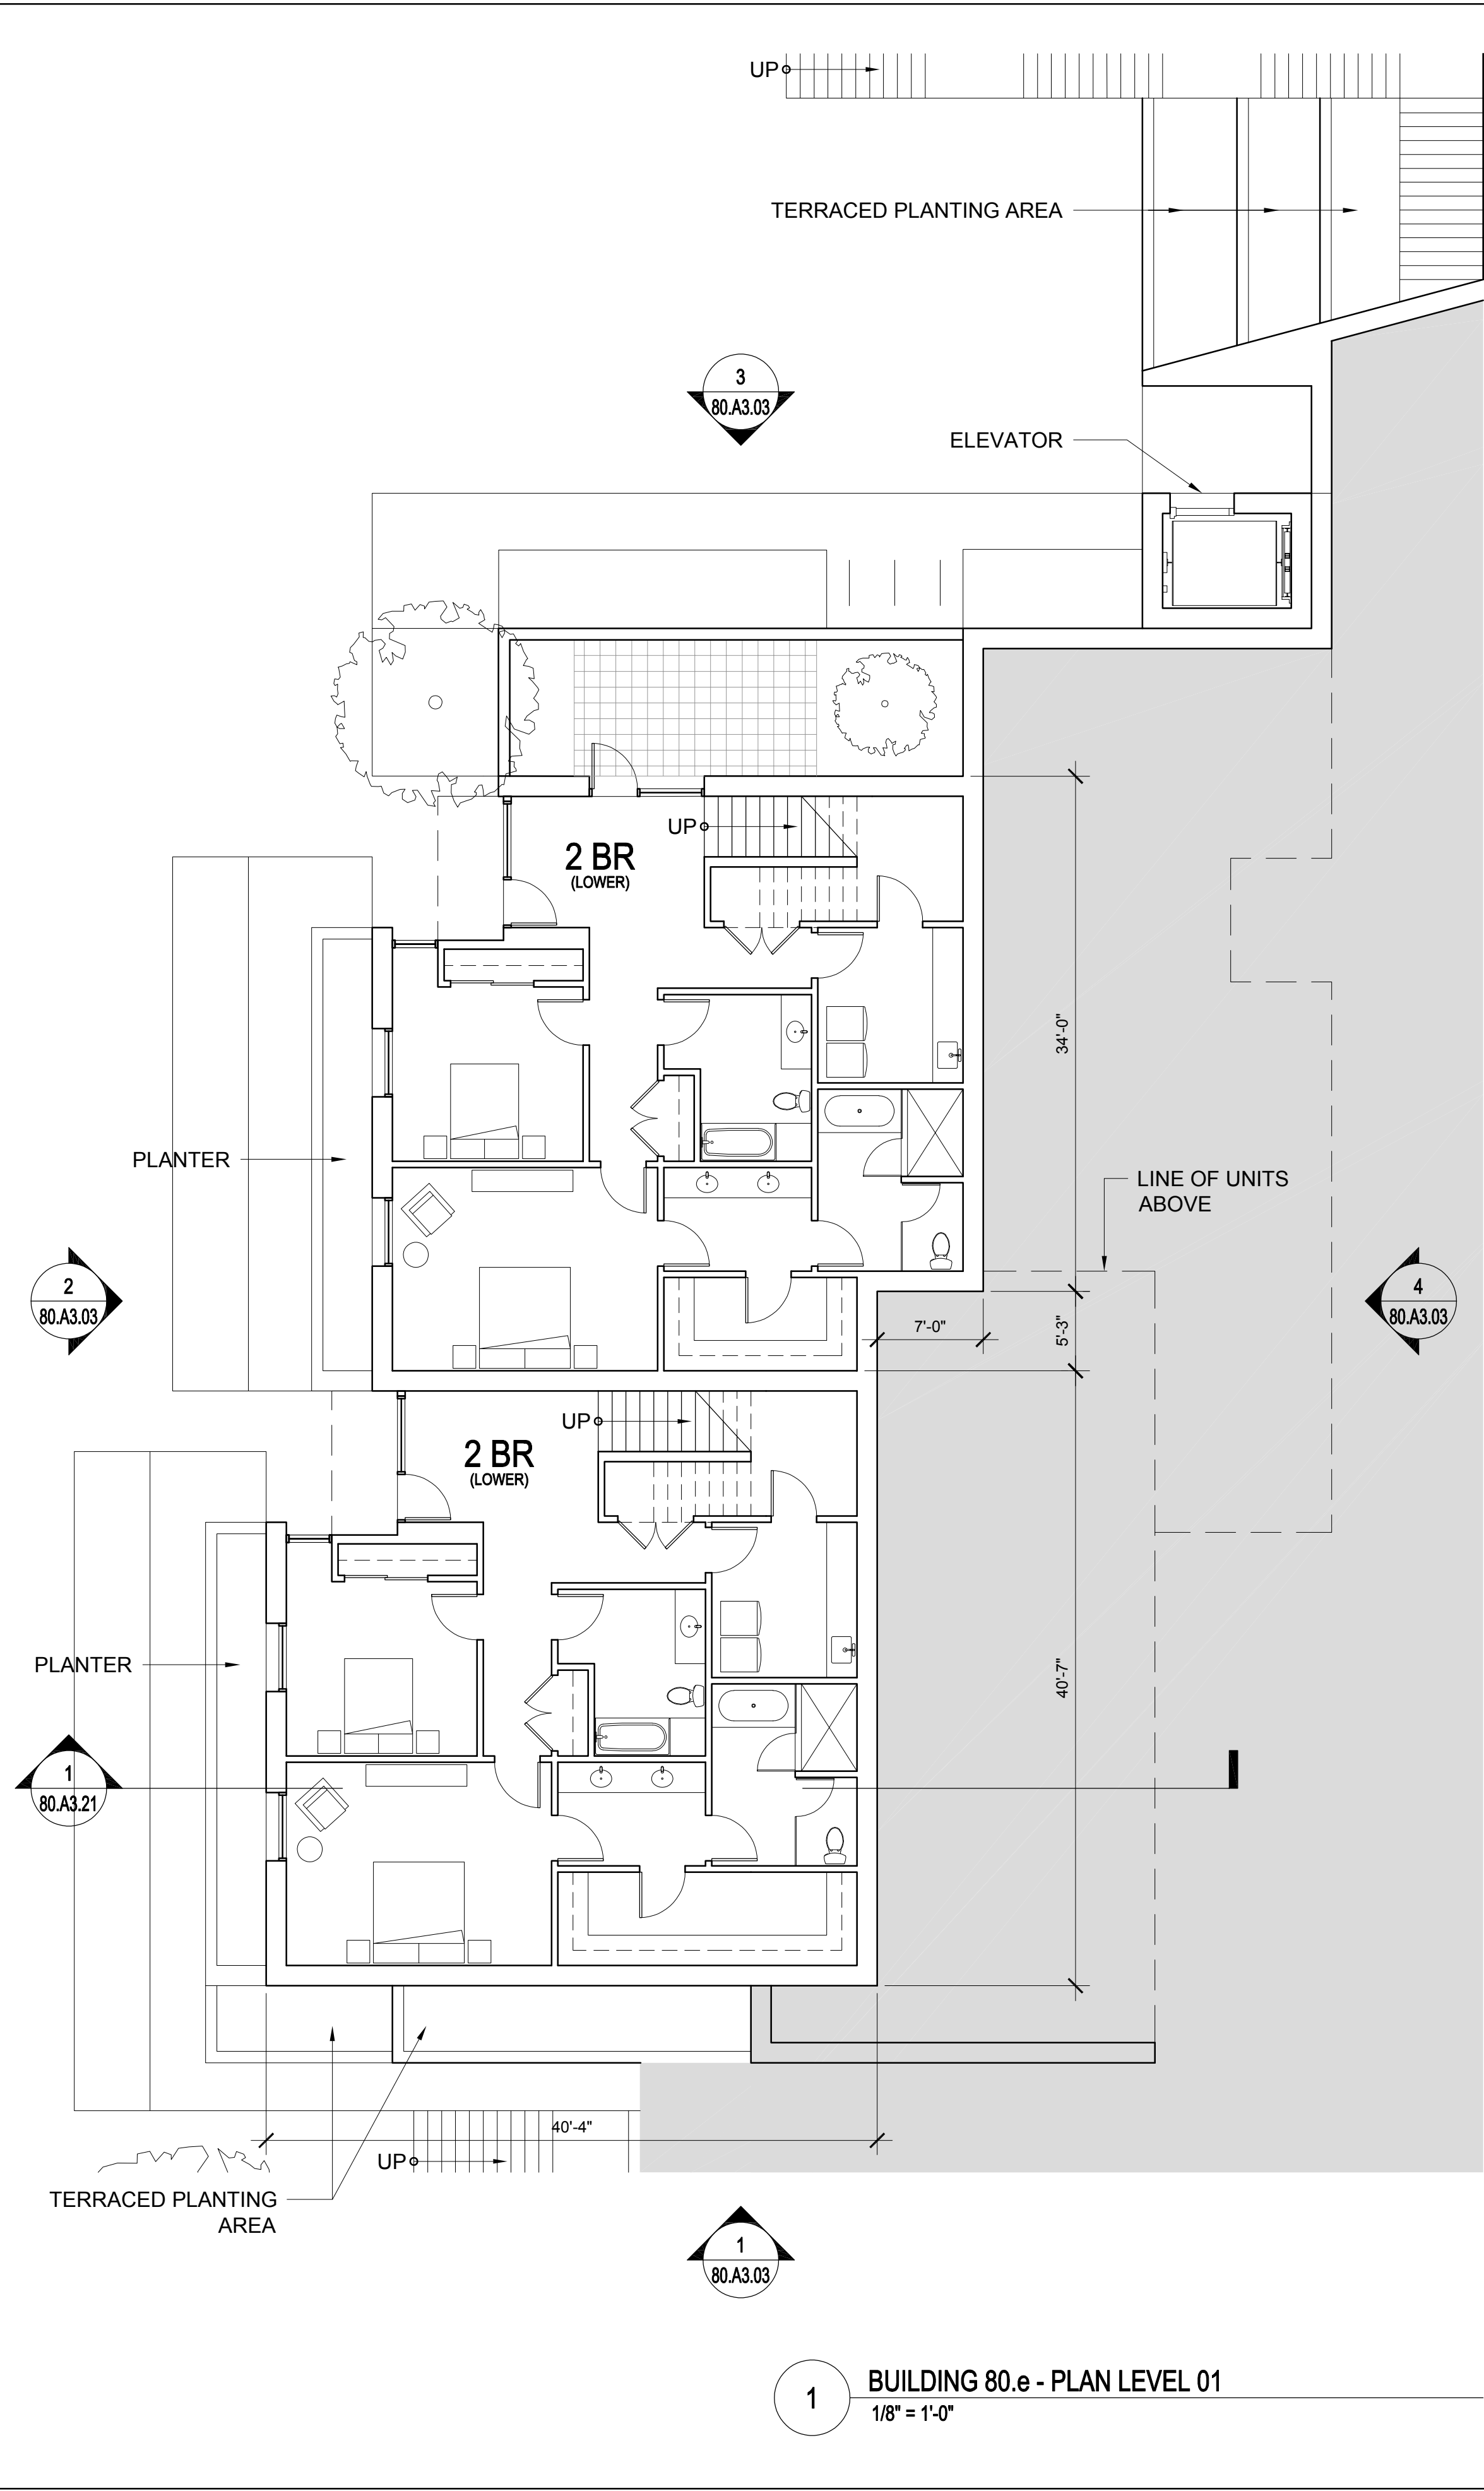 UP
TERRACED PLANTING AREA
3
80.A3.03
ELEVATOR
UP
2 BR
(LOWER)
34'-0"
PLANTER
LINE OF UNITS
ABOVE
2
80.A3.03
4
80.A3.03
7'-0"
5'-3"
UP
2 BR
(LOWER)
PLANTER
40'-7"
1
80.A3.21
40'-4"
UP
TERRACED PLANTING
AREA
1
80.A3.03
1
BUILDING 80.e - PLAN LEVEL 01
1/8" = 1'-0"